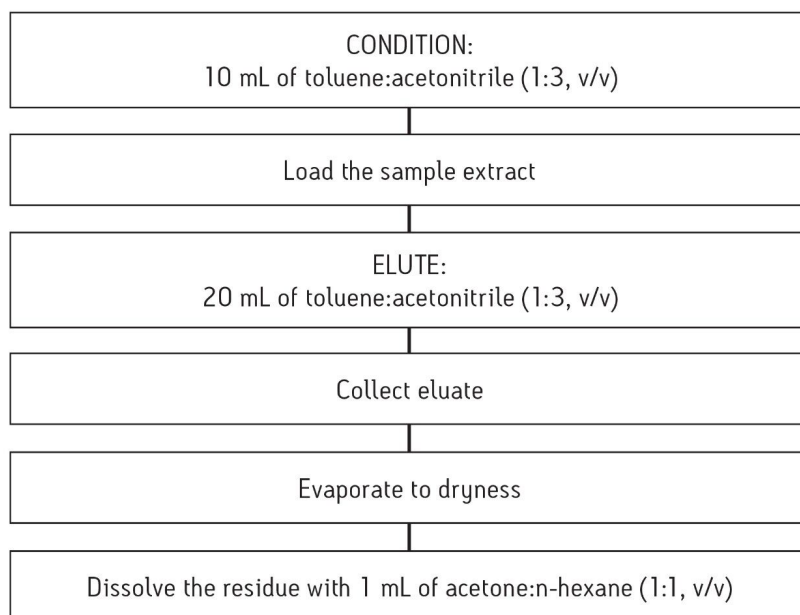 CONDITION:
10 mL of toluene:acetonitrile (1:3, v/v)
Load the sample extract
ELUTE:
20 mL of toluene:acetonitrile (1:3, v/v)
Collect eluate
Evaporate to dryness
Dissolve the residue with 1 mL of acetone:n-hexane (1:1, v/v)